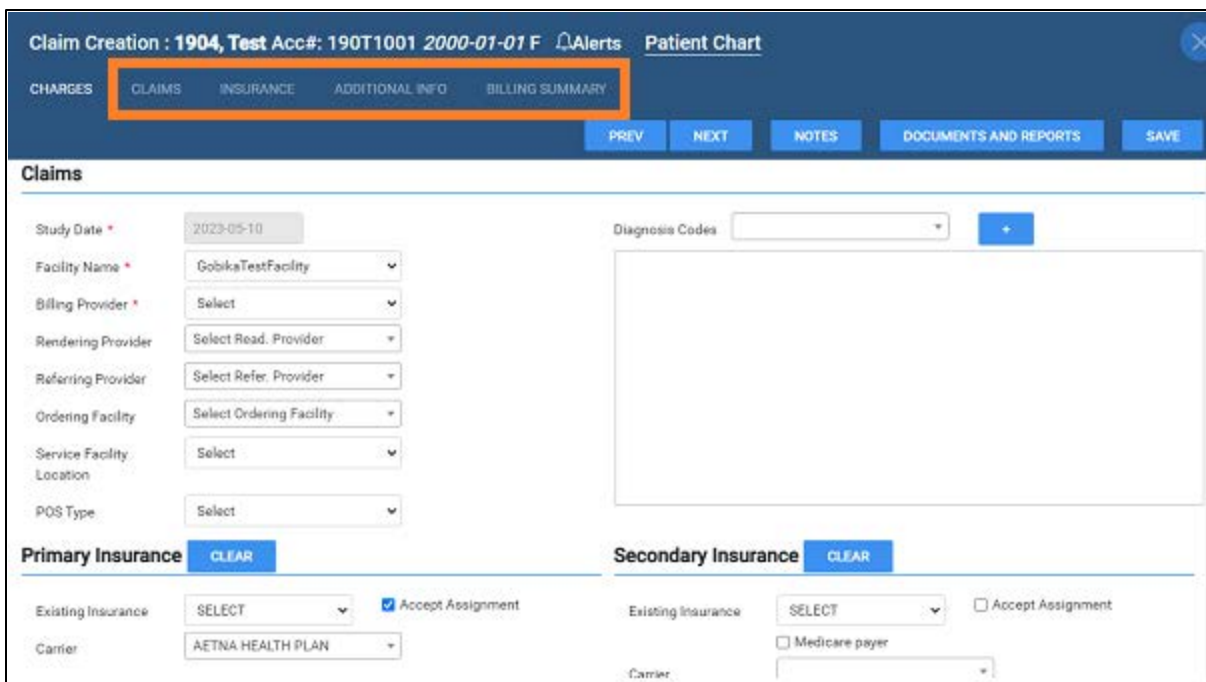 Claim Creation : 1904, Test Acc#: 190T1001 2000-01-01 F Alerts Patient Chart
CHARGES CLAIMS INSURANCE ADDITIONAL INFO BILLING SUMMARY
PREV NEXT NOTES DOCUMENTS AND REPORTS SAVE
Claims
Study Date * 2023-05-10 Diagnosis Codes +
Facility Name * GobikaTestFacility
Billing Provider * Select
Rendering Provider Select Read. Provider
Referring Provider Select Refer. Provider
Ordering Facility Select Ordering Facility
Service Facility Select
Location
POS Type Select
Primary Insurance CLEAR Secondary Insurance CLEAR
Existing Insurance SELECT Accept Assignment Existing Insurance SELECT Accept Assignment
Carrier AETNA HEALTH PLAN Medicare payer
Carrier